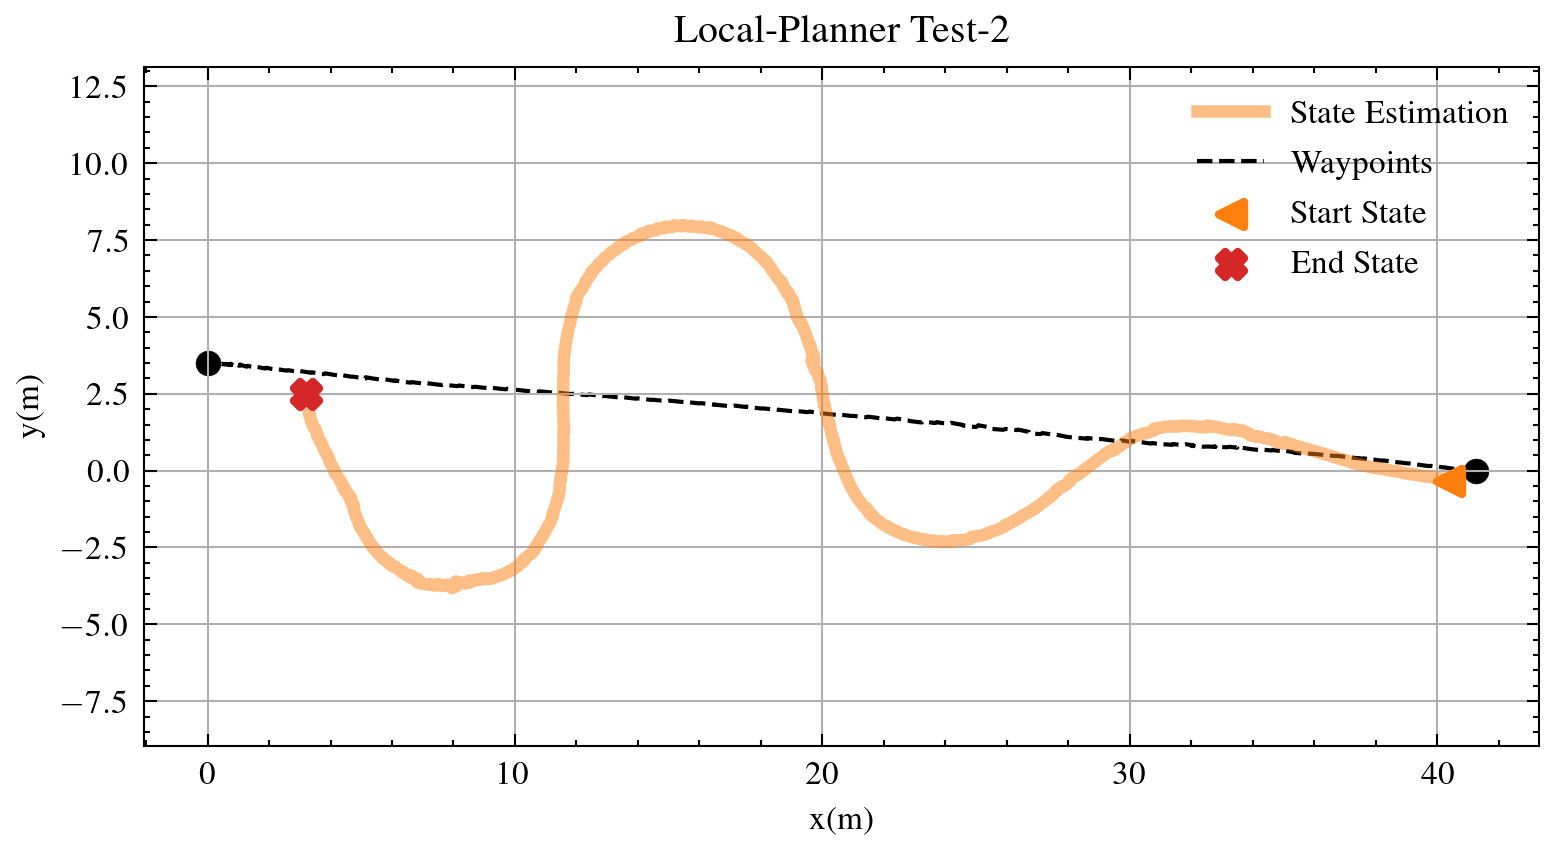 Local-Planner Test-2
State Estimation
Waypoints
Start State
End State
y(m)
12.5
10.0
7.5
5.0
2.5
0.0
−2.5
−5.0
−7.5
0 10 20 30 40
x(m)